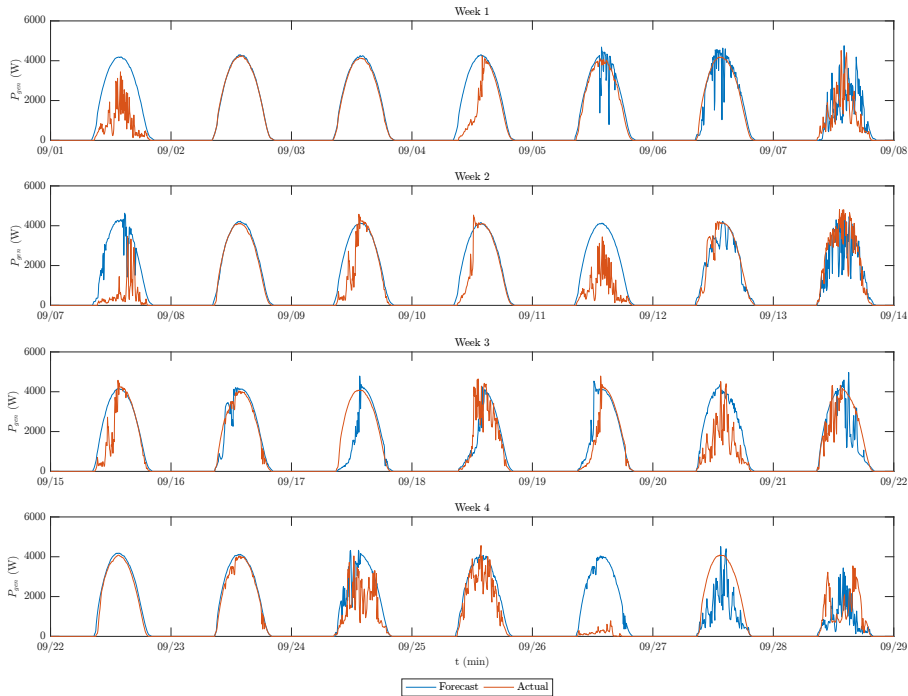 Week 1
6000
4000
2000
0
P_gen (W)
09/01 09/02 09/03 09/04 09/05 09/06 09/07 09/08
Week 2
6000
4000
2000
0
P_gen (W)
09/07 09/08 09/09 09/10 09/11 09/12 09/13 09/14
Week 3
6000
4000
2000
0
P_gen (W)
09/15 09/16 09/17 09/18 09/19 09/20 09/21 09/22
Week 4
6000
4000
2000
0
P_gen (W)
09/22 09/23 09/24 09/25 09/26 09/27 09/28 09/29
t (min)
Forecast Actual